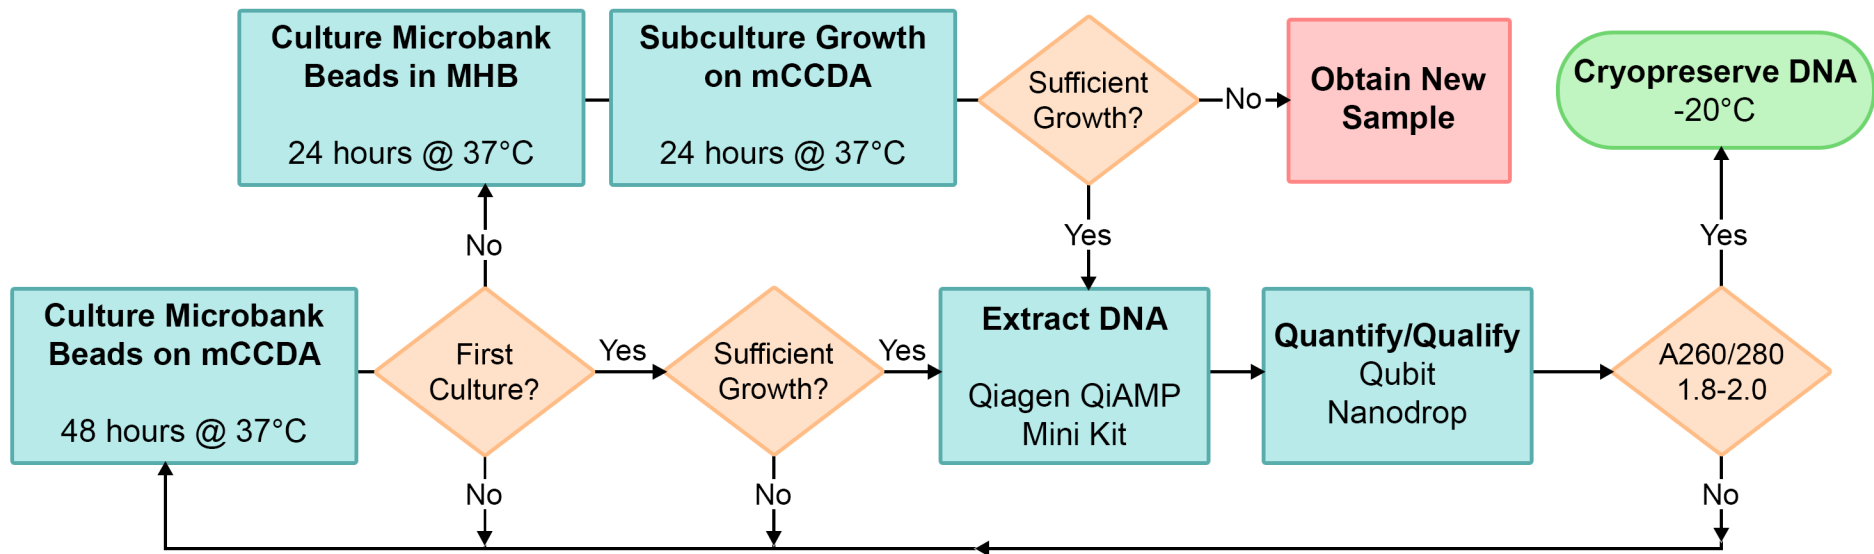 Culture Microbank
Beads in MHB
24 hours @ 37°C
Subculture Growth
on mCCDA
24 hours @ 37°C
Sufficient
Growth?
No
Obtain New
Sample
Cryopreserve DNA
-20°C
No
Yes
Yes
Culture Microbank
Beads on mCCDA
48 hours @ 37°C
First
Culture?
Yes
Sufficient
Growth?
Yes
Extract DNA
Qiagen QiAMP
Mini Kit
Quantify/Qualify
Qubit
Nanodrop
A260/280
1.8-2.0
No
No
No